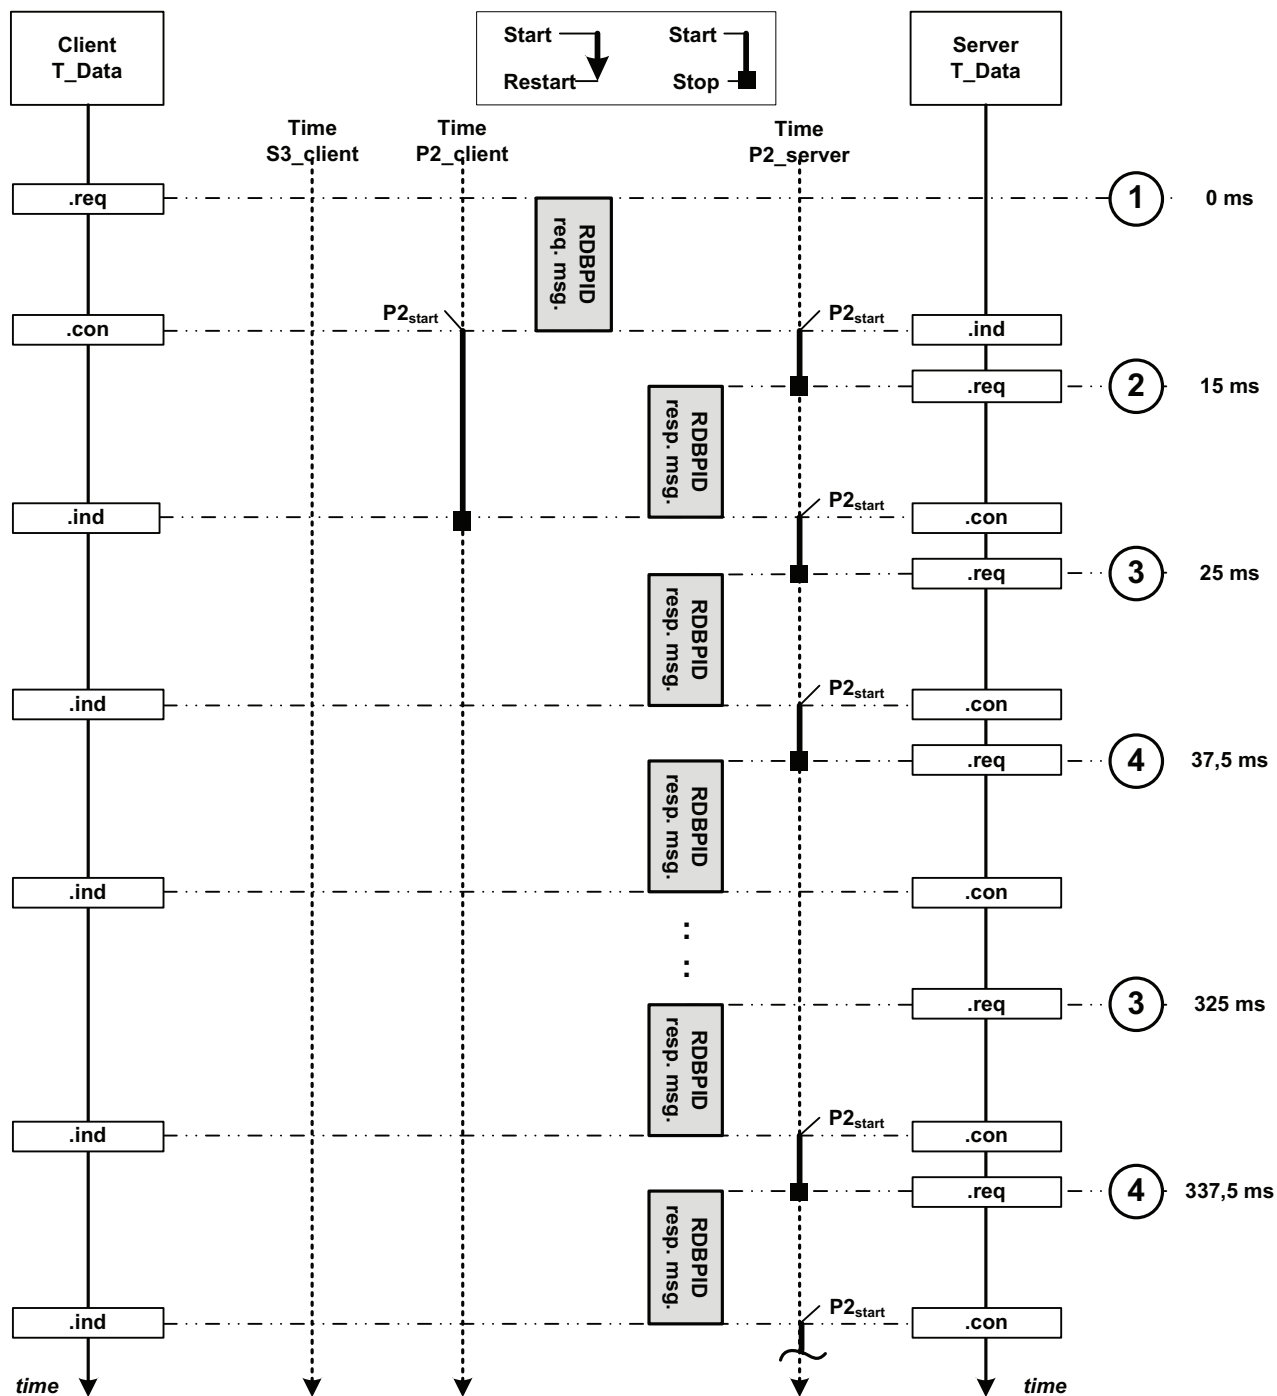 Client
T_Data
Start
Restart
Start
Stop
Server
T_Data
Time
S3_client
Time
P2_client
Time
P2_server
.req
1
0 ms
RDBPID
req. msg.
.con
P2start
P2start
.ind
.req
2
15 ms
RDBPID
resp. msg.
.ind
P2start
.con
.req
3
25 ms
RDBPID
resp. msg.
.ind
P2start
.con
.req
4
37,5 ms
RDBPID
resp. msg.
.ind
.con
.req
3
325 ms
RDBPID
resp. msg.
.ind
P2start
.con
.req
4
337,5 ms
RDBPID
resp. msg.
.ind
P2start
.con
time
time